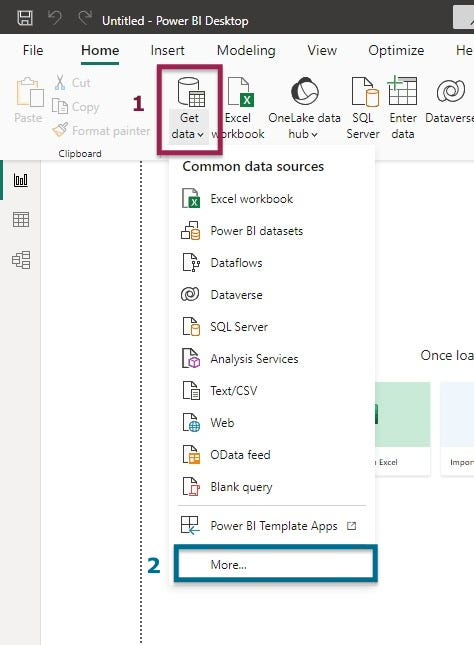 Untitled - Power BI Desktop
File Home Insert Modeling View Optimize He
Paste
Cut
Copy
Format painter
Clipboard
1
Get data
Excel workbook
OneLake data hub
SQL Server
Enter data
Dataverse
Common data sources
Excel workbook
Power BI datasets
Dataflows
Dataverse
SQL Server
Analysis Services
Text/CSV
Web
OData feed
Blank query
Power BI Template Apps
2
More...
Once loa
Excel
Impor